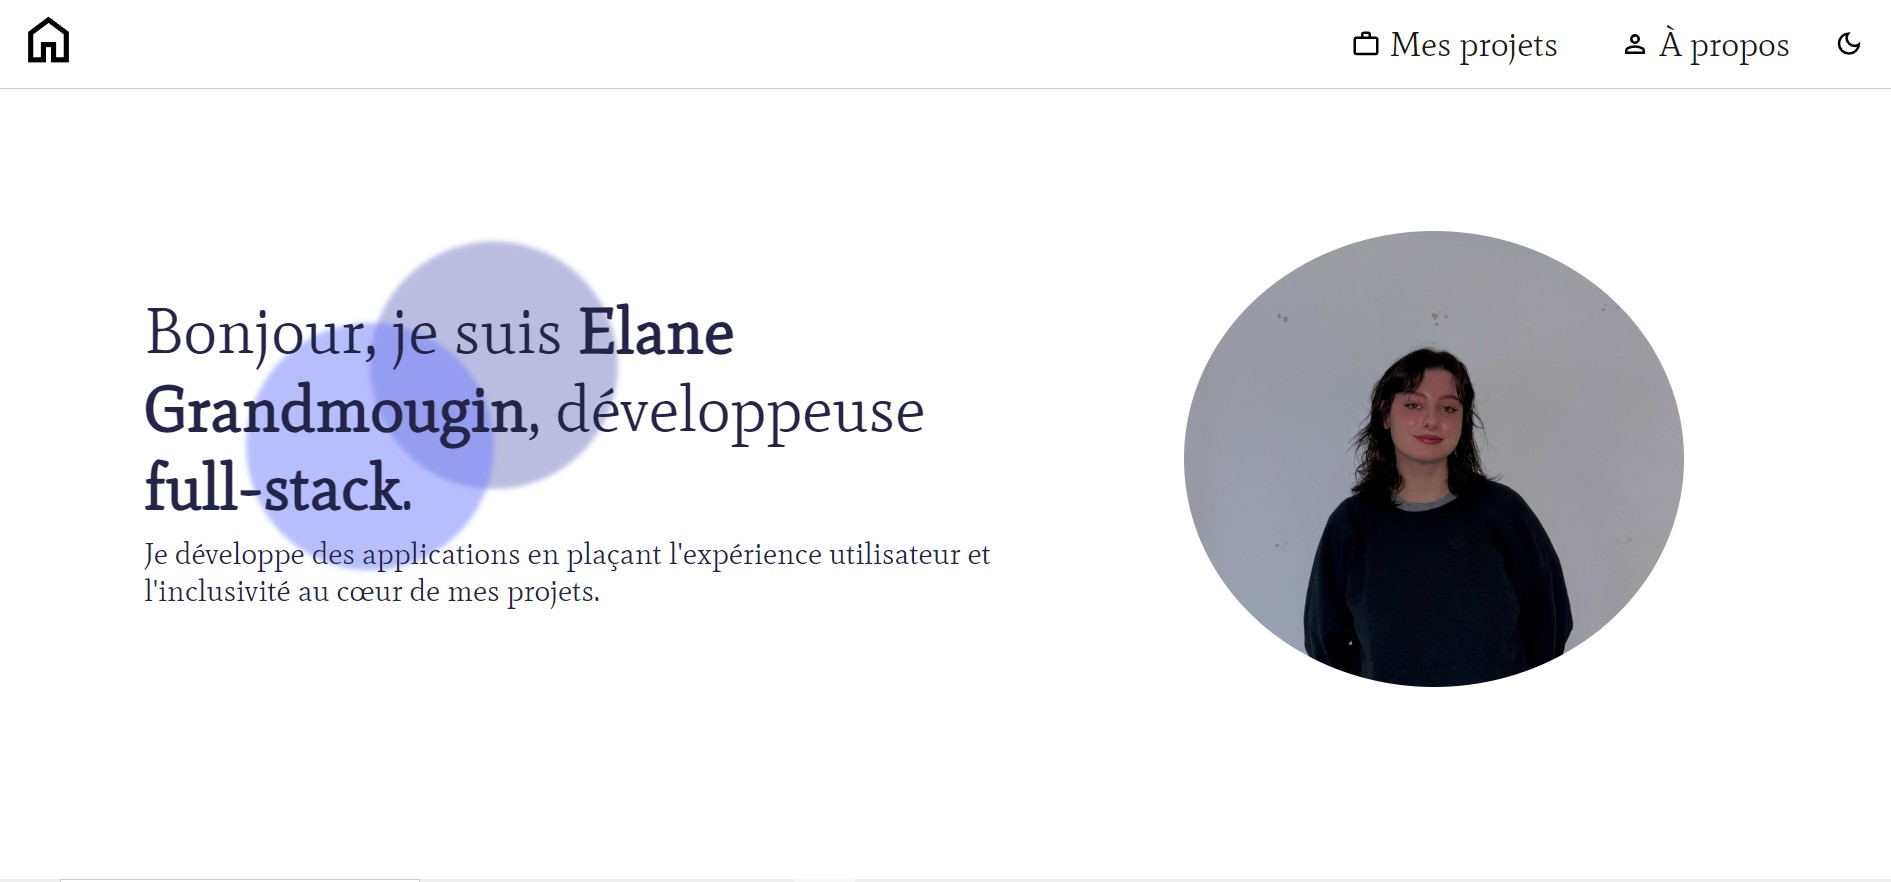 Mes projets
À propos
Bonjour, je suis Elane
Grandmougin, développeuse
full-stack.
Je développe des applications en plaçant l'expérience utilisateur et
l'inclusivité au cœur de mes projets.